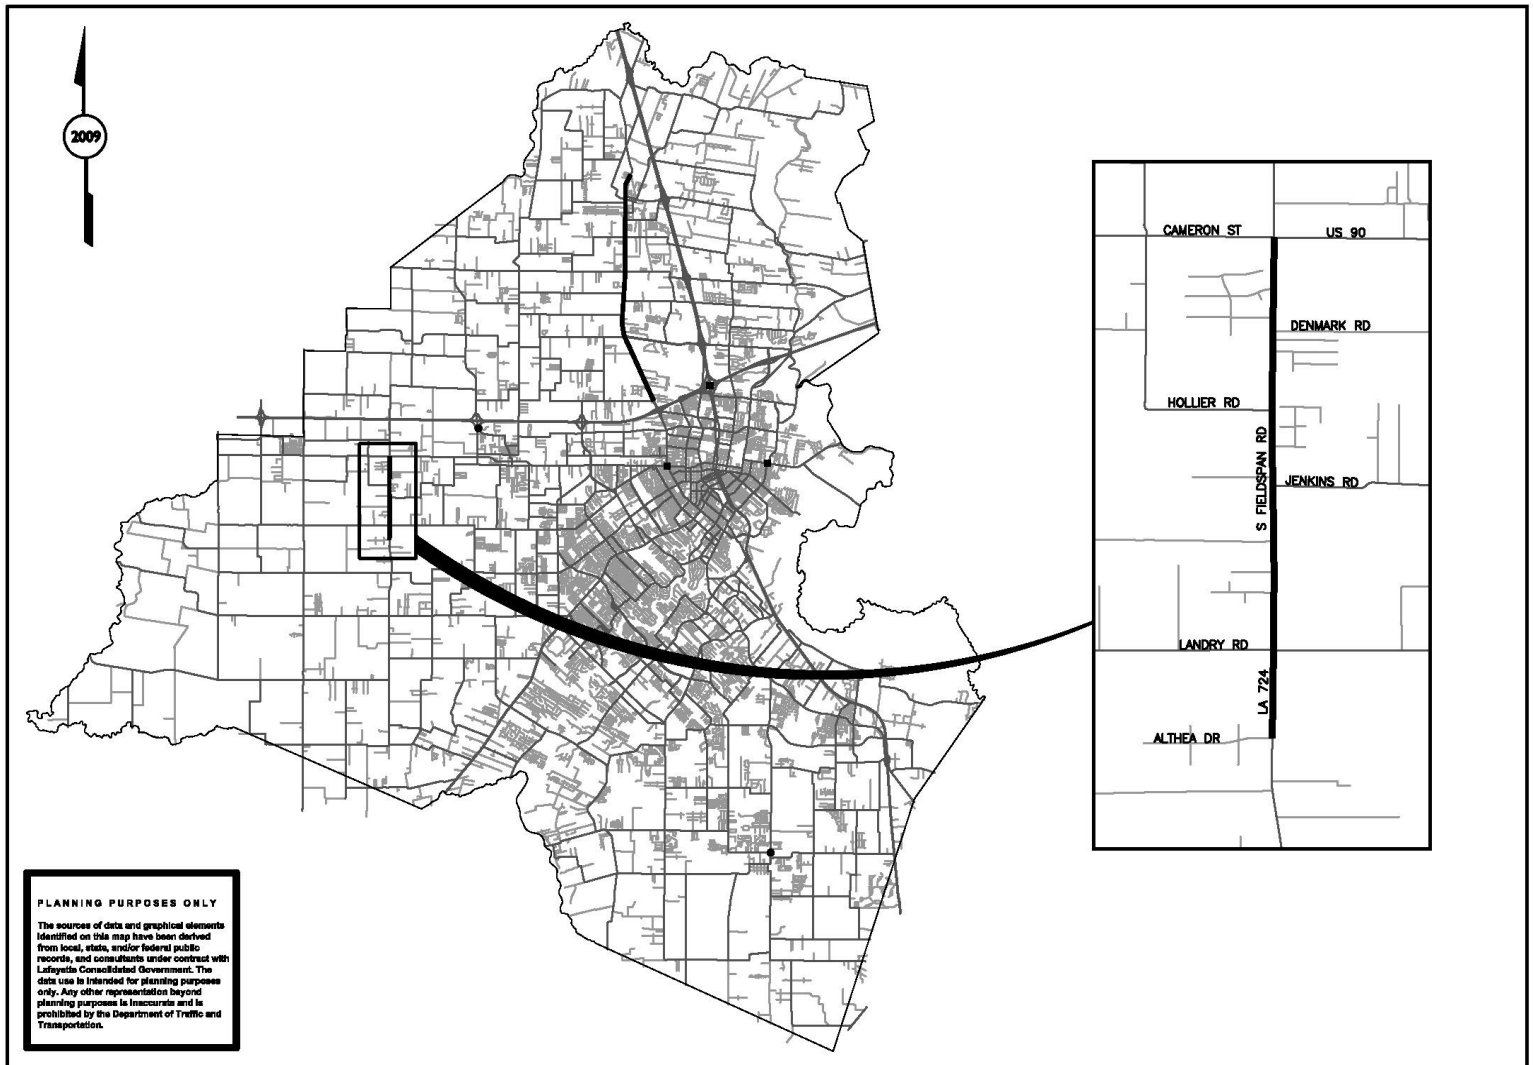 2009
CAMERON ST
US 90
DENMARK RD
HOLLIER RD
S FIELDSPAN RD
JENKINS RD
LANDRY RD
LA 724
ALTHEA DR
PLANNING PURPOSES ONLY
The sources of data and graphical elements
identified on this map have been derived
from local, state, and/or federal public
records, and consultants under contract with
Lafayette Consolidated Government. The
data use is intended for planning purposes
only. Any other representation beyond
planning purposes is inaccurate and is
prohibited by the Department of Traffic and
Transportation.